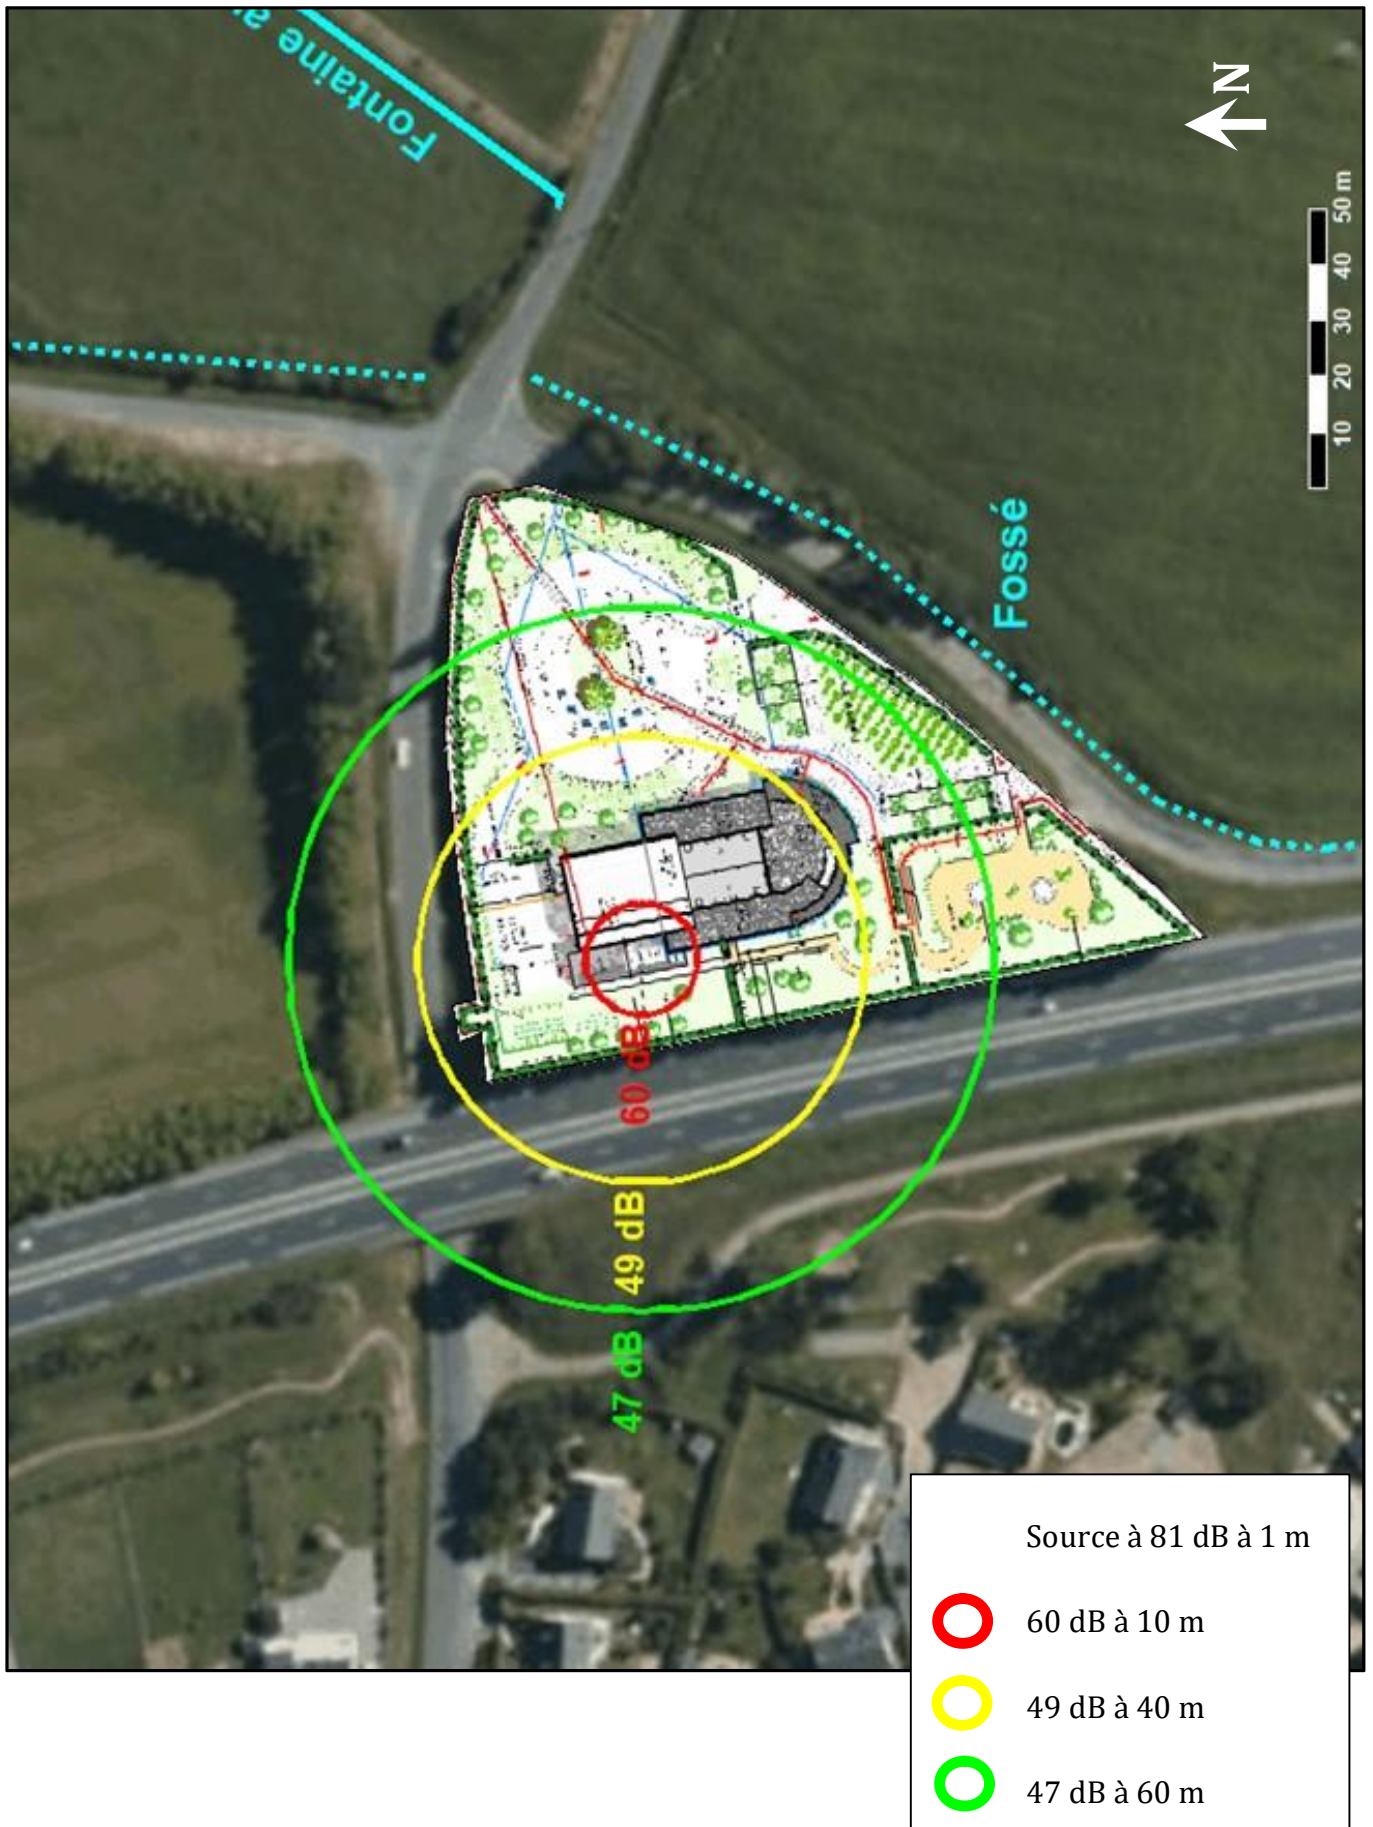 Fontaine a
N
50 m
40
30
20
10
Fossé
60 dB
49 dB
47 dB
Source à 81 dB à 1 m
60 dB à 10 m
49 dB à 40 m
47 dB à 60 m